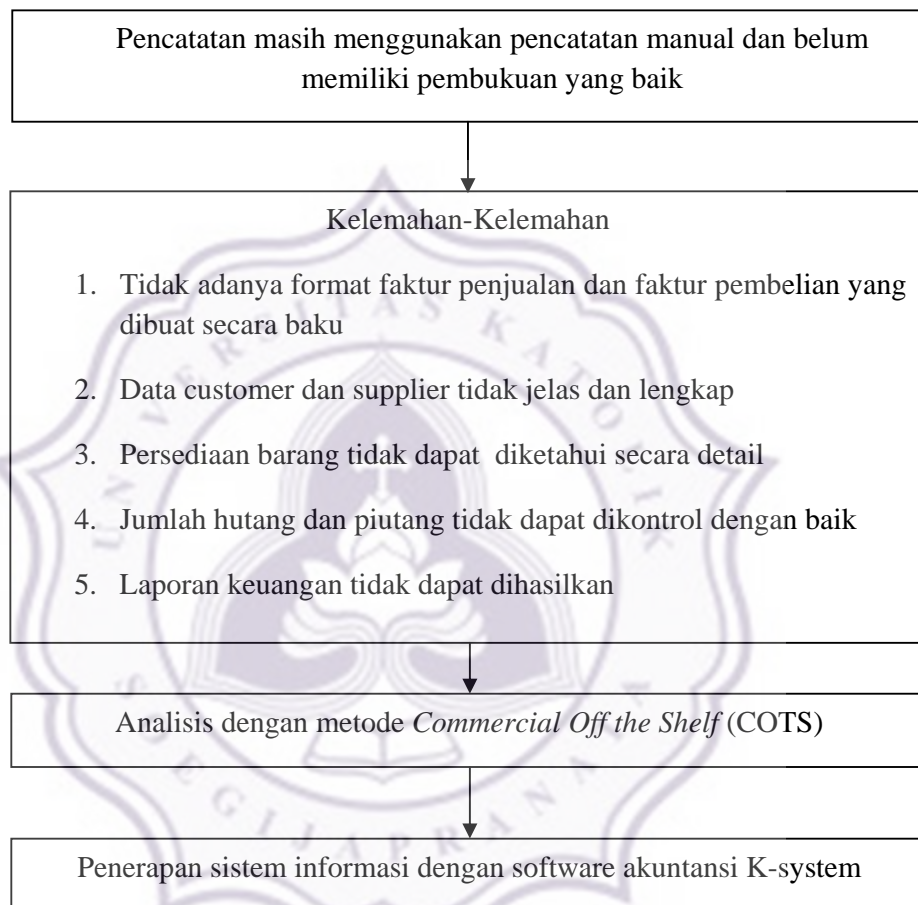 Pencatatan masih menggunakan pencatatan manual dan belum
memiliki pembukuan yang baik
Kelemahan-Kelemahan
1. Tidak adanya format faktur penjualan dan faktur pembelian yang
dibuat secara baku
2. Data customer dan supplier tidak jelas dan lengkap
3. Persediaan barang tidak dapat diketahui secara detail
4. Jumlah hutang dan piutang tidak dapat dikontrol dengan baik
5. Laporan keuangan tidak dapat dihasilkan
Analisis dengan metode Commercial Off the Shelf (COTS)
Penerapan sistem informasi dengan software akuntansi K-system
UNIVERSITAS KATOLIK
SOEGIJAPRANATA